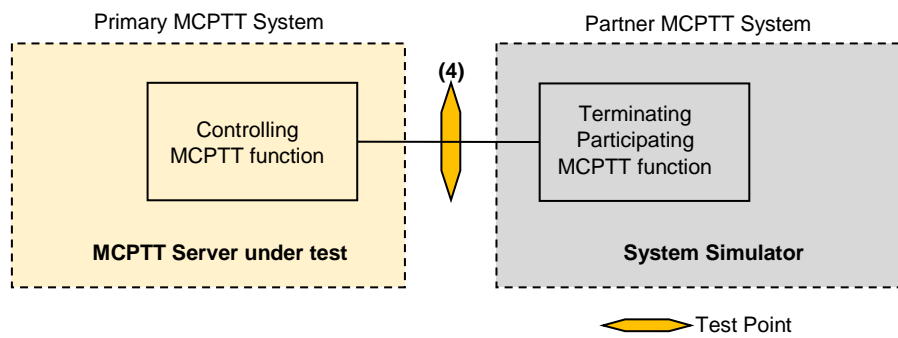 Primary MCPTT System
Partner MCPTT System
(4)
Controlling
MCPTT function
Terminating
Participating
MCPTT function
MCPTT Server under test
System Simulator
Test Point